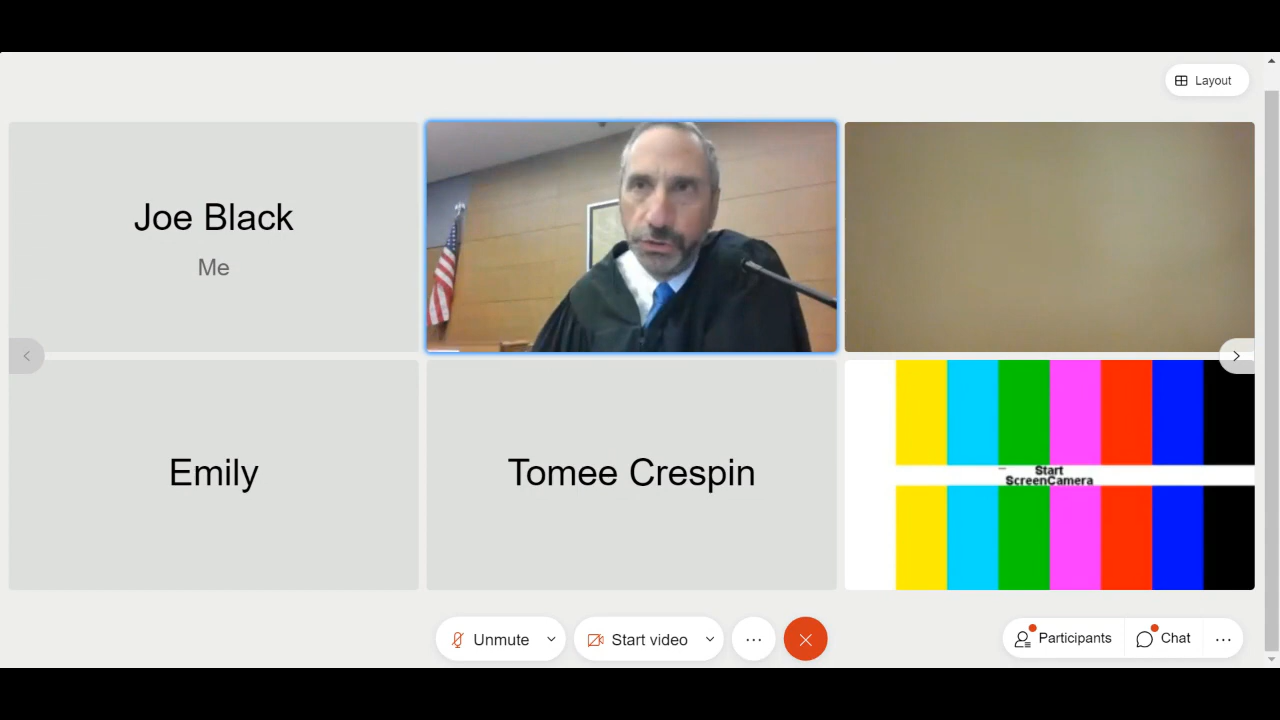 Layout
Joe Black
Me
Emily
Tomee Crespin
Start
ScreenCamera
Unmute
Start video
Participants
Chat